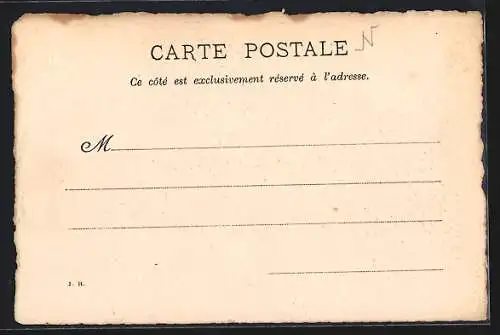 CARTE POSTALE N
Ce côté est exclusivement réservé à l'adresse.
M
J. H.